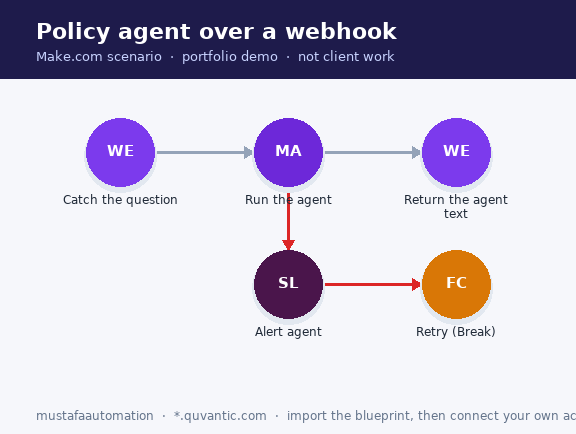 Policy agent over a webhook
Make.com scenario · portfolio demo · not client work
WE
MA
WE
Catch the question
Run the agent
Return the agent
text
SL
FC
Alert agent
Retry (Break)
mustafaautomation · *.quvantic.com · import the blueprint, then connect your own ac